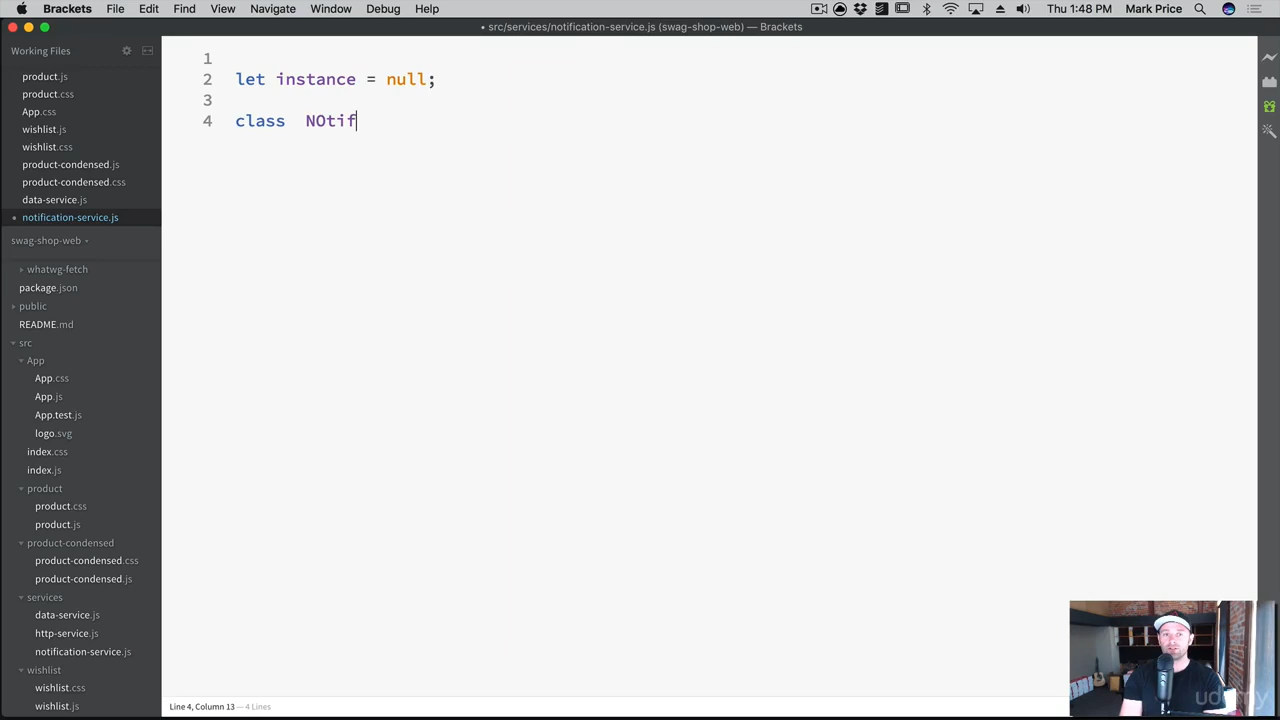 Brackets File Edit Find View Navigate Window Debug Help Thu 1:48 PM Mark Price
• src/services/notification-service.js (swag-shop-web) — Brackets
Working Files
product.js
product.css
App.css
wishlist.js
wishlist.css
product-condensed.js
product-condensed.css
data-service.js
notification-service.js
swag-shop-web
whatwg-fetch
package.json
public
README.md
src
App
App.css
App.js
App.test.js
logo.svg
index.css
index.js
product
product.css
product.js
product-condensed
product-condensed.css
product-condensed.js
services
data-service.js
http-service.js
notification-service.js
wishlist
wishlist.css
wishlist.js
1
2 let instance = null;
3
4 class  NOtif
Line 4, Column 13 — 4 Lines
udemy